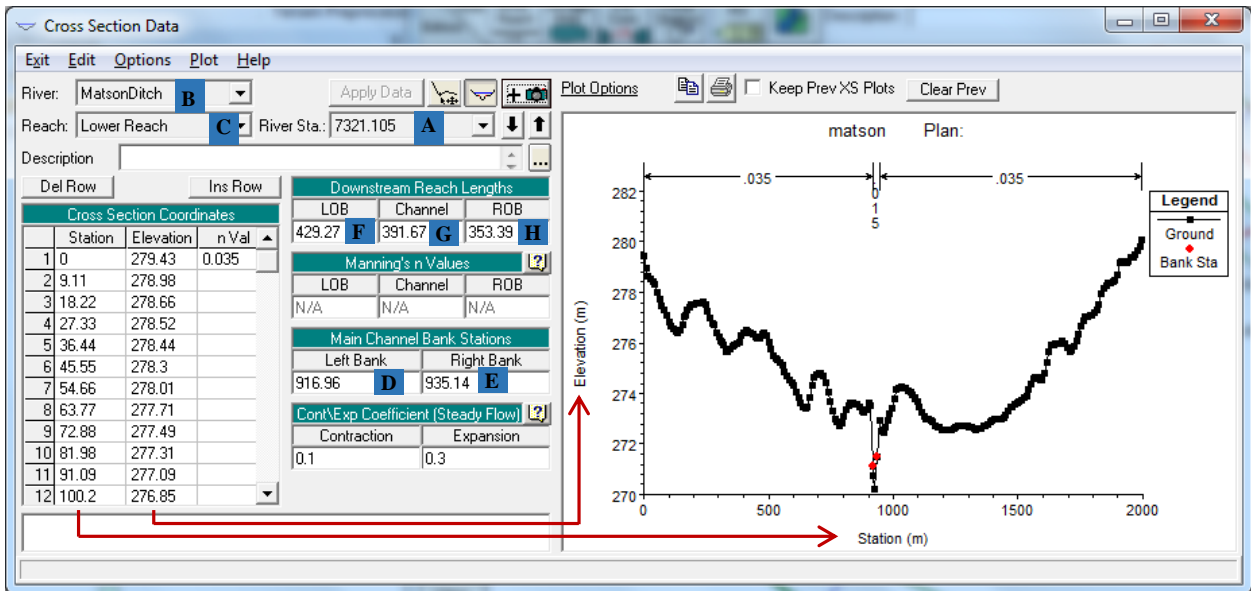 Cross Section Data
Exit Edit Options Plot Help
River: MatsonDitch B Apply Data
Reach: Lower Reach C River Sta.: 7321.105 A
Description ...
Del Row Ins Row
Cross Section Coordinates
Station Elevation n Val
1 0 279.43 0.035
2 9.11 278.98
3 18.22 278.66
4 27.33 278.52
5 36.44 278.44
6 45.55 278.3
7 54.66 278.01
8 63.77 277.71
9 72.88 277.49
10 81.98 277.31
11 91.09 277.09
12 100.2 276.85
Downstream Reach Lengths
LOB Channel ROB
429.27 F 391.67 G 353.39 H
Manning's n Values
LOB Channel ROB
N/A N/A N/A
Main Channel Bank Stations
Left Bank Right Bank
916.96 D 935.14 E
Cont\Exp Coefficient (Steady Flow)
Contraction Expansion
0.1 0.3
Plot Options Keep Prev XS Plots Clear Prev
matson Plan:
.035 .015 .035
282
280
278
276
274
272
270
Elevation (m)
0 500 1000 1500 2000
Station (m)
Legend
Ground
Bank Sta